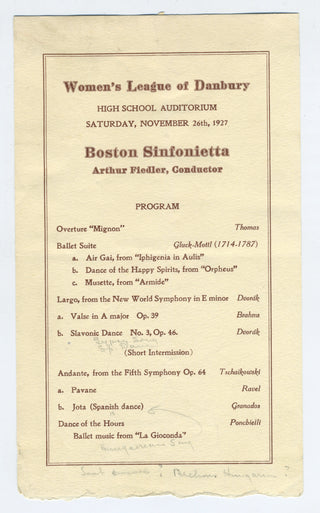 Women's League of Danbury
HIGH SCHOOL AUDITORIUM
SATURDAY, NOVEMBER 26th, 1927
Boston Sinfonietta
Arthur Fiedler, Conductor
PROGRAM
Overture "Mignon" Thomas
Ballet Suite Gluck-Mottl (1714-1787)
a. Air Gai, from "Iphigenia in Aulis"
b. Dance of the Happy Spirits, from "Orpheus"
c. Musette, from "Armide"
Largo, from the New World Symphony in E minor Dvorák
a. Valse in A major Op. 39 Brahms
b. Slavonic Dance No. 3, Op. 46. Dvorák
(Short Intermission)
Andante, from the Fifth Symphony Op. 64 Tschaikowski
a. Pavane Ravel
b. Jota (Spanish dance) Granados
Dance of the Hours Ponchielli
Ballet music from "La Gioconda"